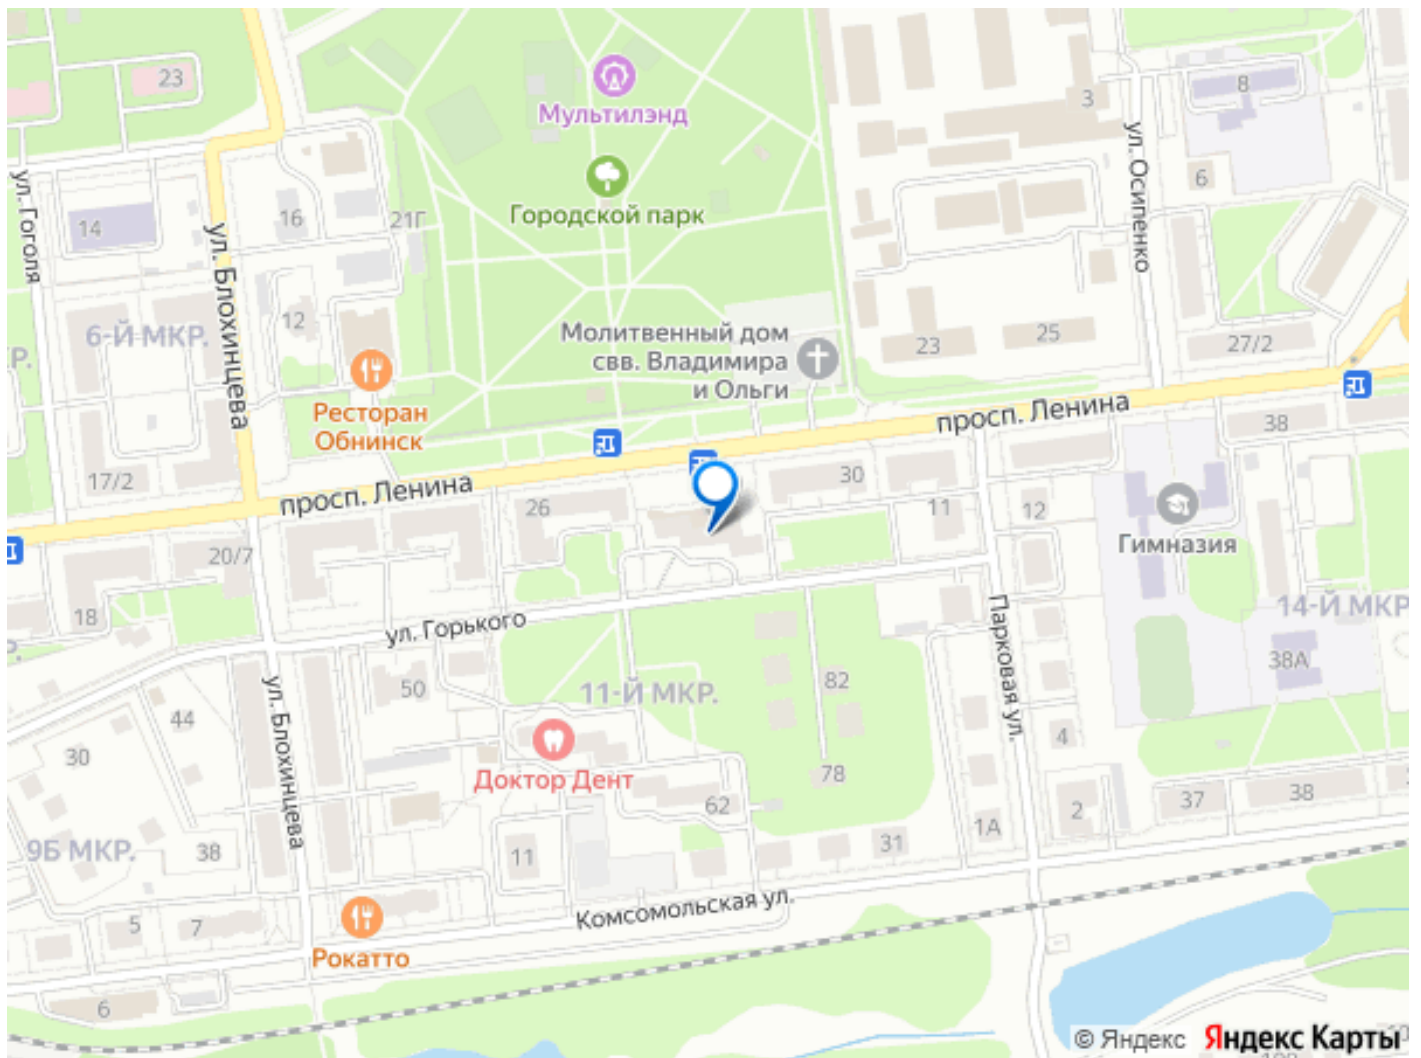 23
Мультилэнд
3
8
ул. Осипенко
6
ул. Гоголя
14
16
21Г
Городской парк
ул. Блохинцева
12
6-Й МКР.
Р.
Молитвенный дом
свв. Владимира
и Ольги
23
25
27/2
Ресторан
Обнинск
просп. Ленина
38
17/2
просп. Ленина
26
30
11
12
Гимназия
20/7
18
ул. Горького
Парковая ул.
14-Й МКР
38А
Р.
50
11-Й МКР.
82
44
ул. Блохинцева
30
4
Доктор Дент
78
62
2
37
38
1А
31
9Б МКР.
38
11
5
7
Комсомольская ул.
Рокатто
6
© Яндекс Яндекс Карты